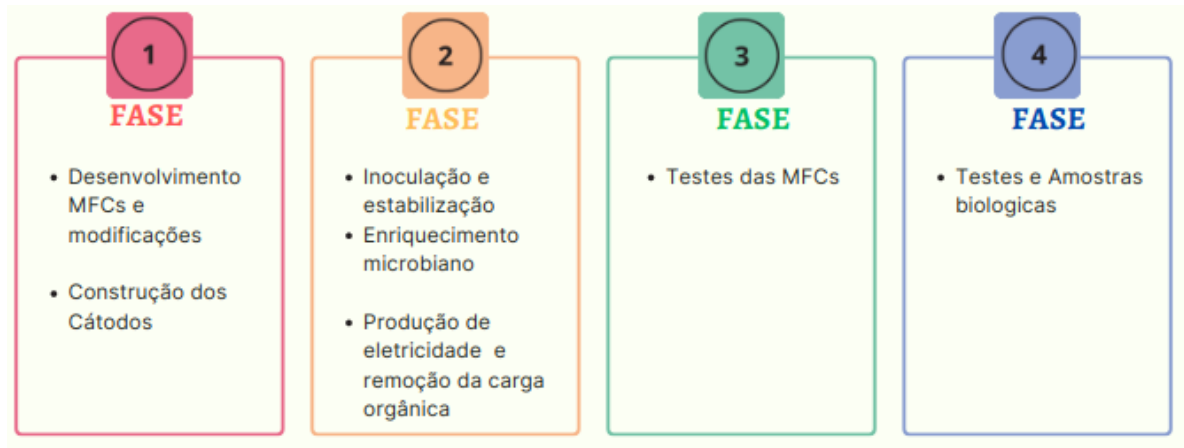 1
FASE
• Desenvolvimento
MFCs e
modificações
• Construção dos
Cátodos
2
FASE
• Inoculação e
estabilização
• Enriquecimento
microbiano
• Produção de
eletricidade e
remoção da carga
orgânica
3
FASE
• Testes das MFCs
4
FASE
• Testes e Amostras
biologicas